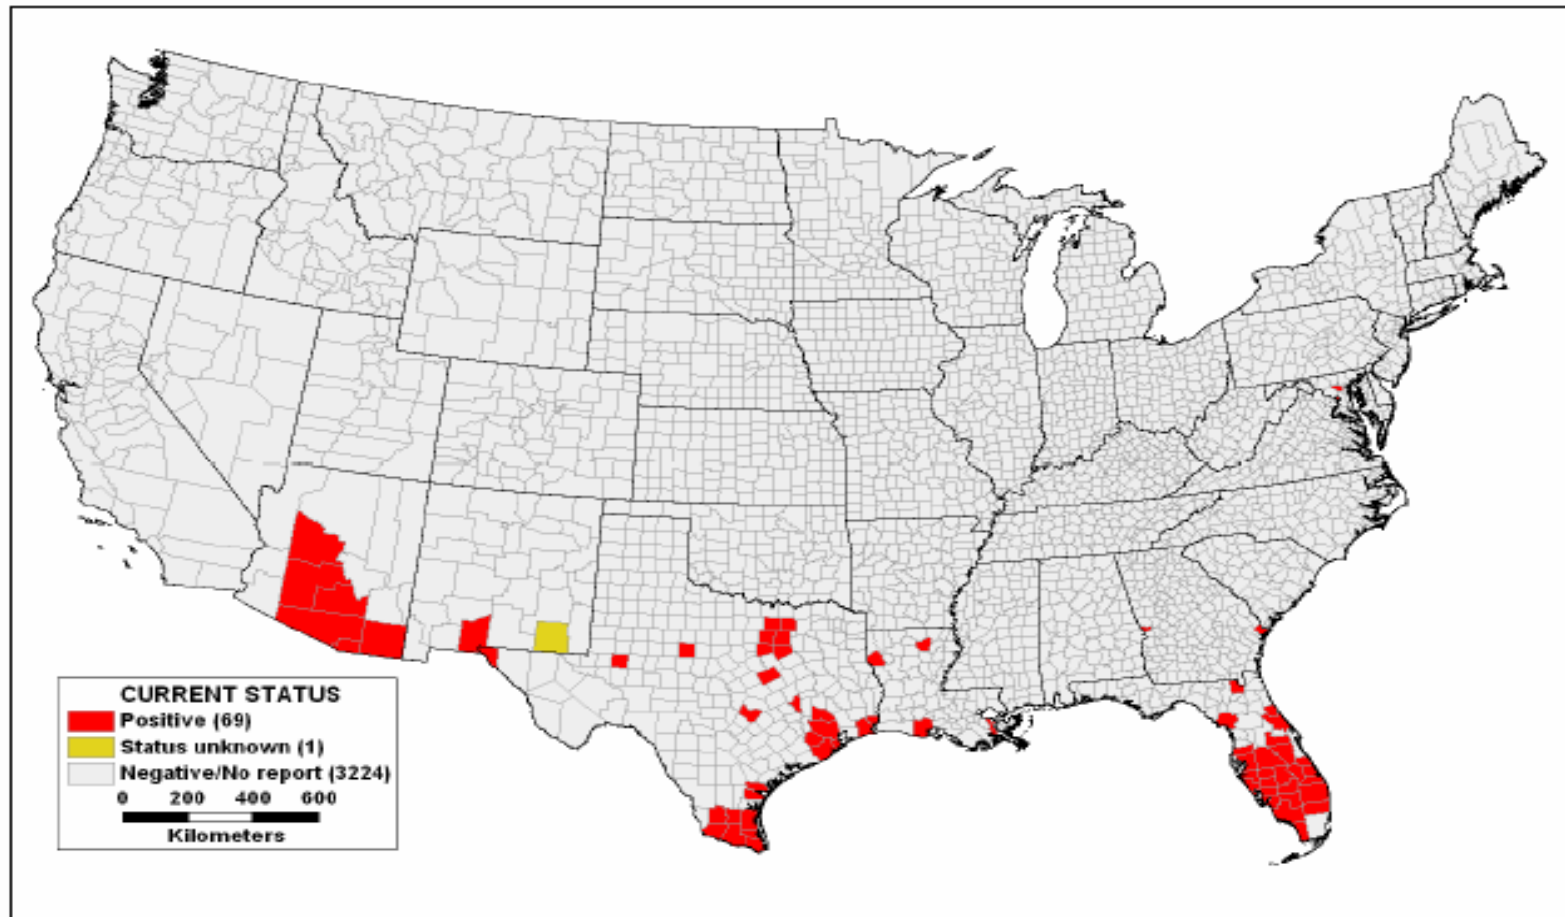 CURRENT STATUS
Positive (69)
Status unknown (1)
Negative/No report (3224)
0 200 400 600
Kilometers